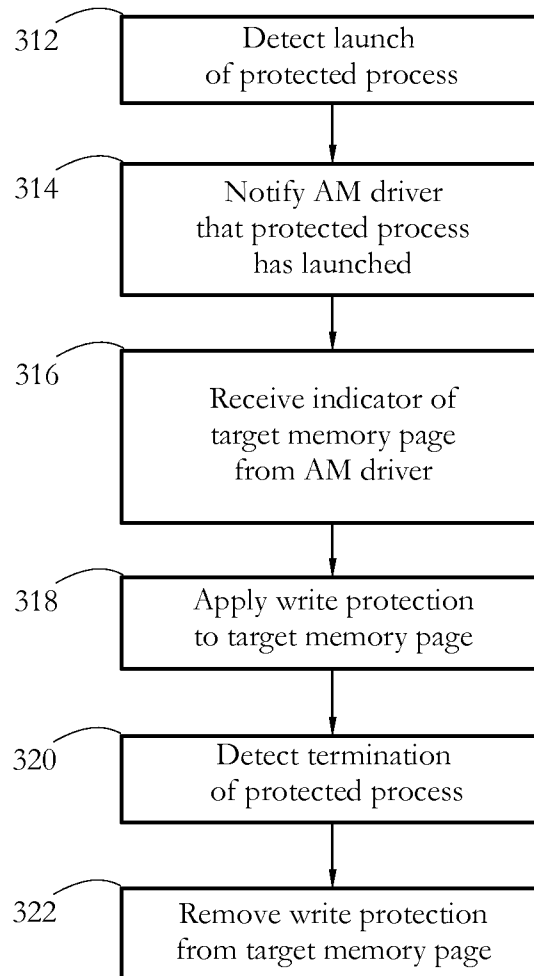 312
Detect launch
of protected process
314
Notify AM driver
that protected process
has launched
316
Receive indicator of
target memory page
from AM driver
318
Apply write protection
to target memory page
320
Detect termination
of protected process
322
Remove write protection
from target memory page